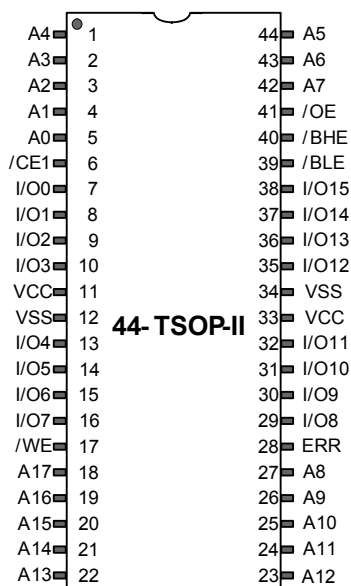 A4 1 44 A5
A3 2 43 A6
A2 3 42 A7
A1 4 41 /OE
A0 5 40 /BHE
/CE1 6 39 /BLE
I/O0 7 38 I/O15
I/O1 8 37 I/O14
I/O2 9 36 I/O13
I/O3 10 35 I/O12
VCC 11 34 VSS
VSS 12 33 VCC
44-TSOP-II
I/O4 13 32 I/O11
I/O5 14 31 I/O10
I/O6 15 30 I/O9
I/O7 16 29 I/O8
/WE 17 28 ERR
A17 18 27 A8
A16 19 26 A9
A15 20 25 A10
A14 21 24 A11
A13 22 23 A12